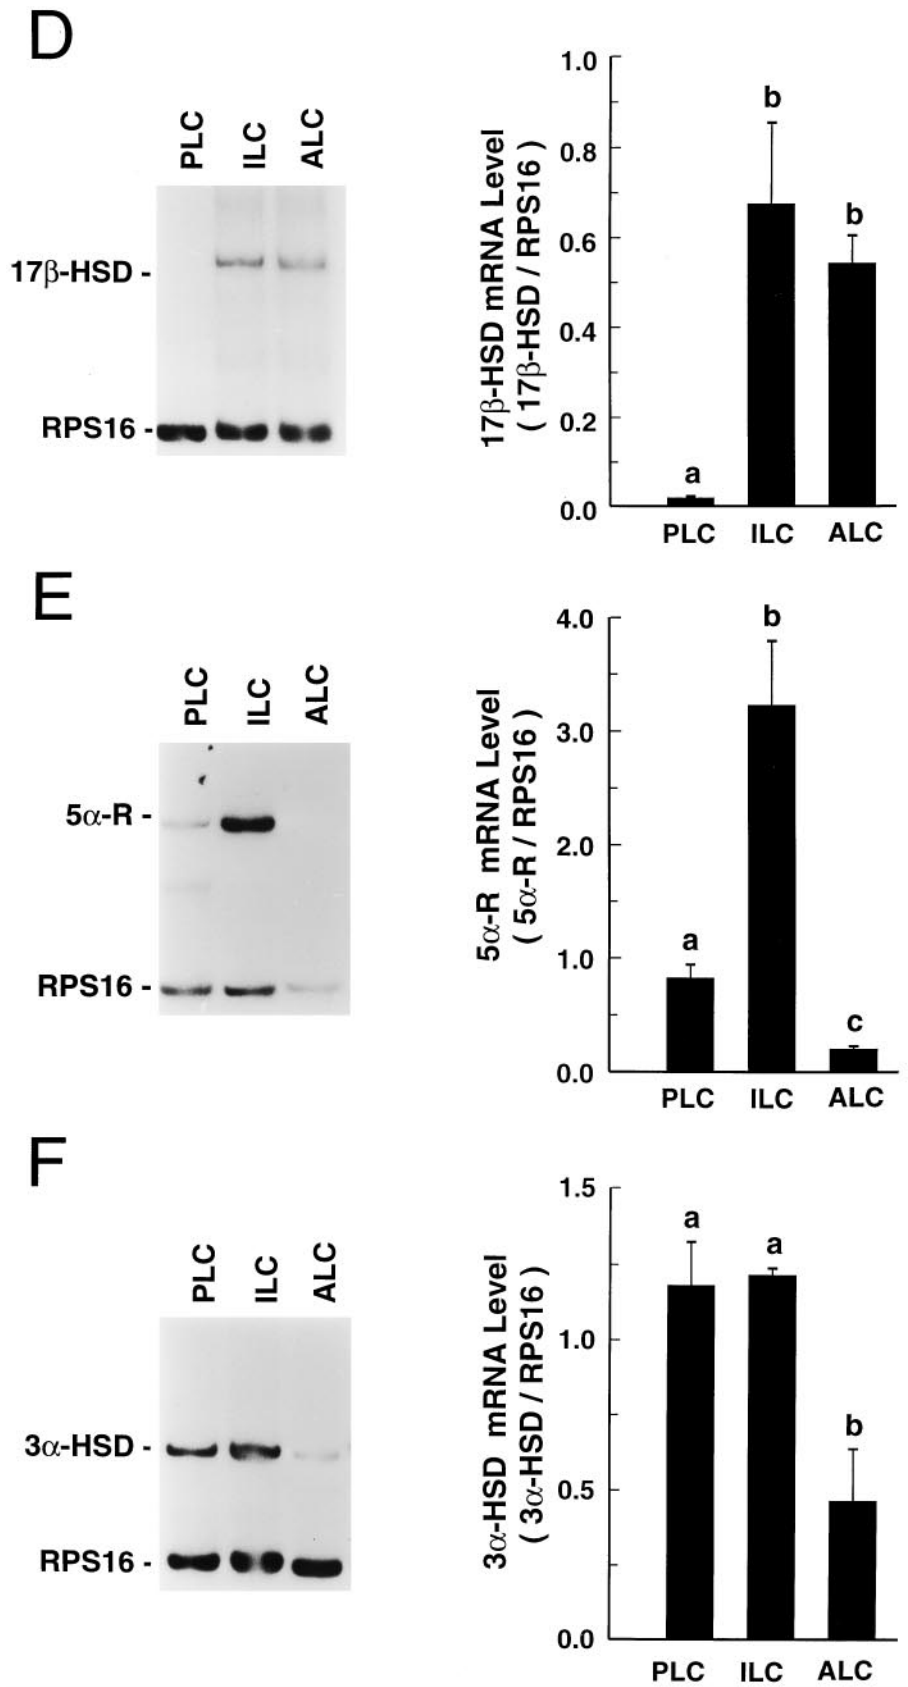 D
PLC ILC ALC
17β-HSD -
RPS16 -
17β-HSD mRNA Level
( 17β-HSD / RPS16 )
1.0
0.8
0.6
0.4
0.2
0.0
a
b
b
PLC ILC ALC
E
PLC ILC ALC
5α-R -
RPS16 -
5α-R mRNA Level
( 5α-R / RPS16 )
4.0
3.0
2.0
1.0
0.0
a
b
c
PLC ILC ALC
F
PLC ILC ALC
3α-HSD -
RPS16 -
3α-HSD mRNA Level
( 3α-HSD / RPS16 )
1.5
1.0
0.5
0.0
a
a
b
PLC ILC ALC